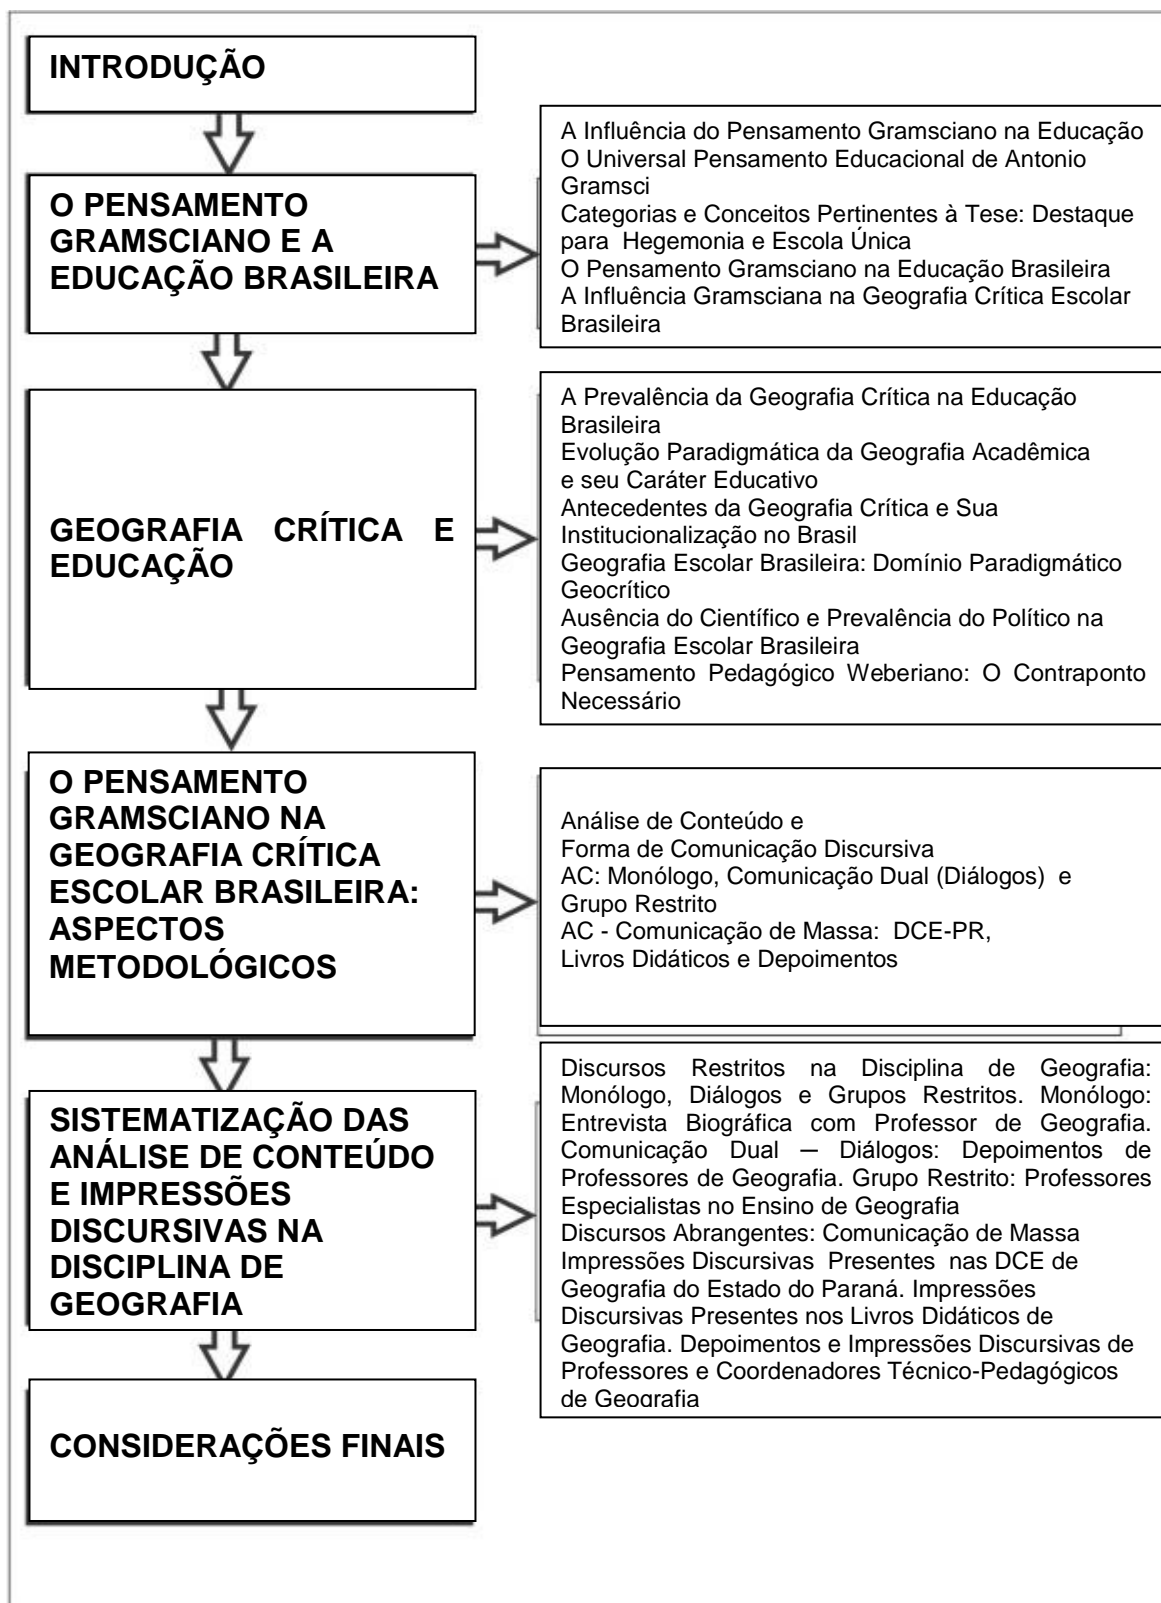 INTRODUÇÃO
O PENSAMENTO
GRAMSCIANO E A
EDUCAÇÃO BRASILEIRA
A Influência do Pensamento Gramsciano na Educação
O Universal Pensamento Educacional de Antonio
Gramsci
Categorias e Conceitos Pertinentes à Tese: Destaque
para Hegemonia e Escola Única
O Pensamento Gramsciano na Educação Brasileira
A Influência Gramsciana na Geografia Crítica Escolar
Brasileira
GEOGRAFIA CRÍTICA E
EDUCAÇÃO
A Prevalência da Geografia Crítica na Educação
Brasileira
Evolução Paradigmática da Geografia Acadêmica
e seu Caráter Educativo
Antecedentes da Geografia Crítica e Sua
Institucionalização no Brasil
Geografia Escolar Brasileira: Domínio Paradigmático
Geocrítico
Ausência do Científico e Prevalência do Político na
Geografia Escolar Brasileira
Pensamento Pedagógico Weberiano: O Contraponto
Necessário
O PENSAMENTO
GRAMSCIANO NA
GEOGRAFIA CRÍTICA
ESCOLAR BRASILEIRA:
ASPECTOS
METODOLÓGICOS
Análise de Conteúdo e
Forma de Comunicação Discursiva
AC: Monólogo, Comunicação Dual (Diálogos) e
Grupo Restrito
AC - Comunicação de Massa: DCE-PR,
Livros Didáticos e Depoimentos
SISTEMATIZAÇÃO DAS
ANÁLISE DE CONTEÚDO
E IMPRESSÕES
DISCURSIVAS NA
DISCIPLINA DE
GEOGRAFIA
Discursos Restritos na Disciplina de Geografia:
Monólogo, Diálogos e Grupos Restritos. Monólogo:
Entrevista Biográfica com Professor de Geografia.
Comunicação Dual ─ Diálogos: Depoimentos de
Professores de Geografia. Grupo Restrito: Professores
Especialistas no Ensino de Geografia
Discursos Abrangentes: Comunicação de Massa
Impressões Discursivas Presentes nas DCE de
Geografia do Estado do Paraná. Impressões
Discursivas Presentes nos Livros Didáticos de
Geografia. Depoimentos e Impressões Discursivas de
Professores e Coordenadores Técnico-Pedagógicos
de Geografia
CONSIDERAÇÕES FINAIS